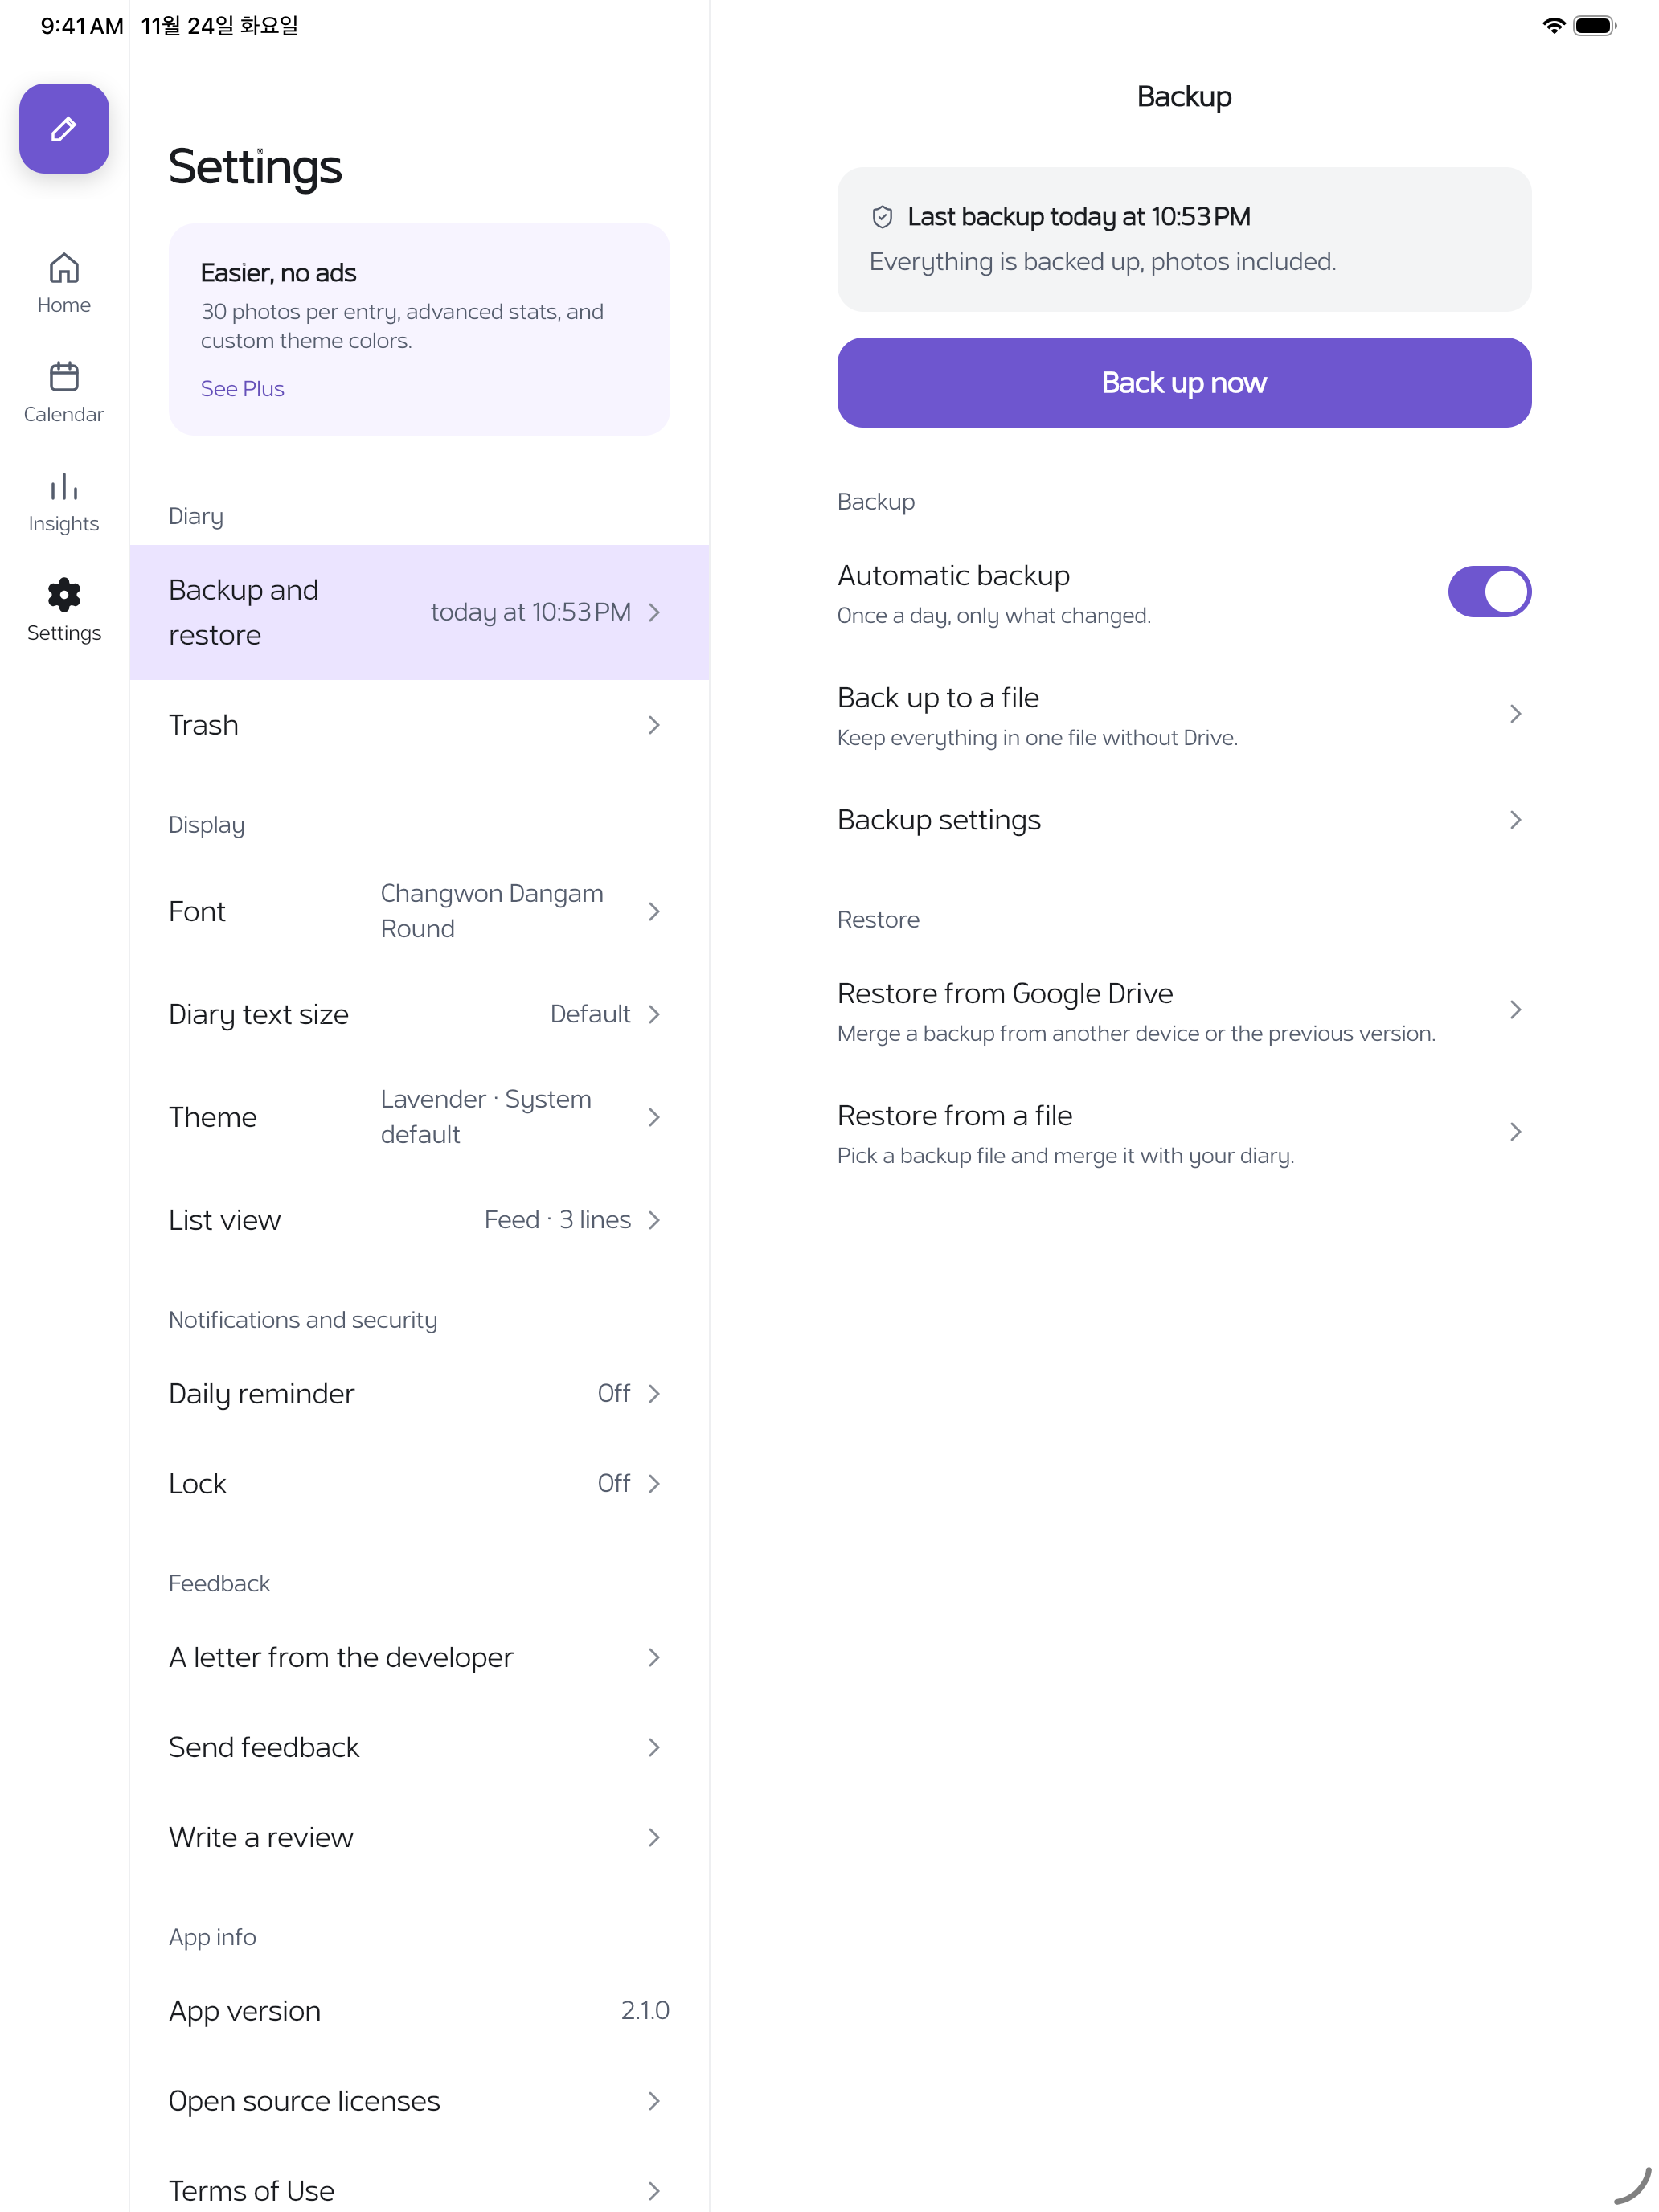 9:41 AM 11월 24일 화요일
Home
Calendar
Insights
Settings
Settings
Easier, no ads
30 photos per entry, advanced stats, and
custom theme colors.
See Plus
Diary
Backup and
restore
today at 10:53 PM
Trash
Display
Font
Changwon Dangam
Round
Diary text size
Default
Theme
Lavender · System
default
List view
Feed · 3 lines
Notifications and security
Daily reminder
Off
Lock
Off
Feedback
A letter from the developer
Send feedback
Write a review
App info
App version
2.1.0
Open source licenses
Terms of Use
Backup
Last backup today at 10:53 PM
Everything is backed up, photos included.
Back up now
Backup
Automatic backup
Once a day, only what changed.
Back up to a file
Keep everything in one file without Drive.
Backup settings
Restore
Restore from Google Drive
Merge a backup from another device or the previous version.
Restore from a file
Pick a backup file and merge it with your diary.